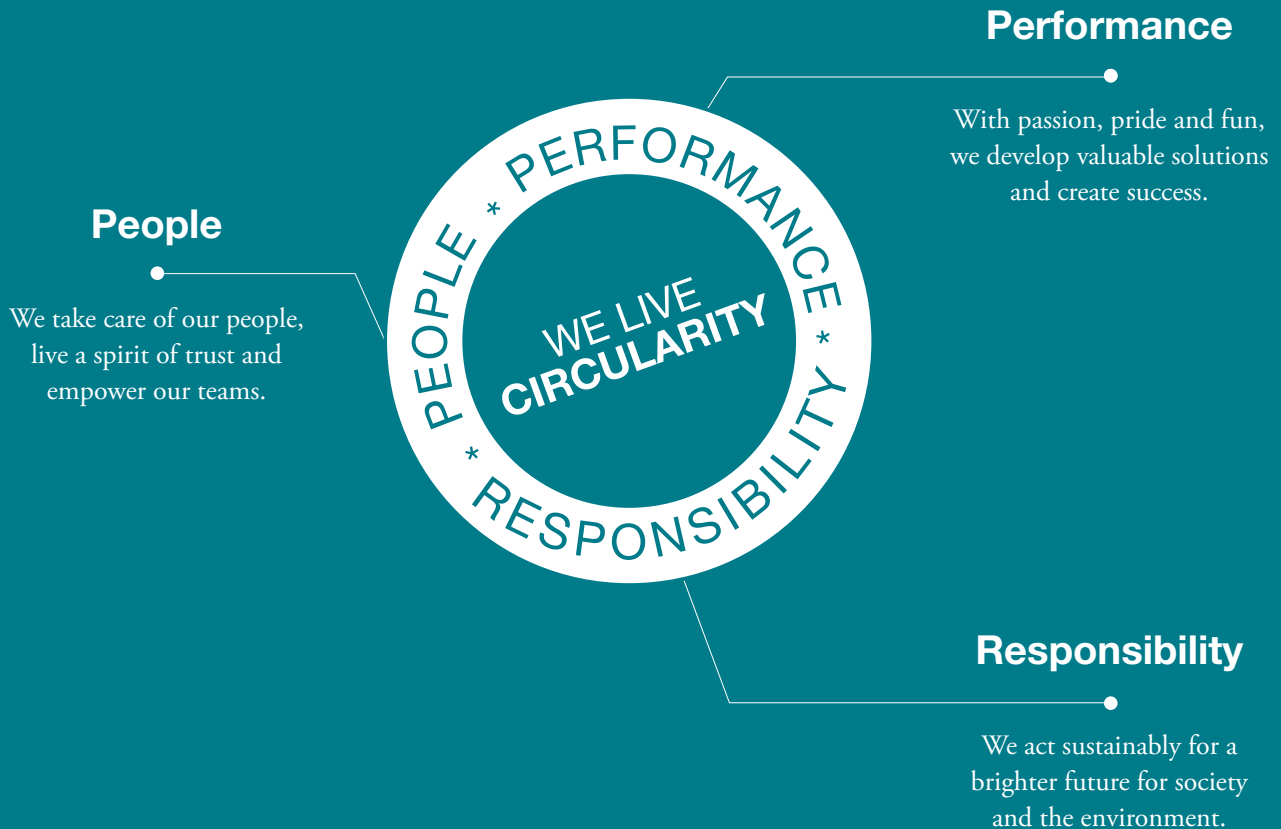 Performance
With passion, pride and fun,
we develop valuable solutions
and create success.
People
We take care of our people,
live a spirit of trust and
empower our teams.
PEOPLE * PERFORMANCE * RESPONSIBILITY *
WE LIVE
CIRCULARITY
Responsibility
We act sustainably for a
brighter future for society
and the environment.